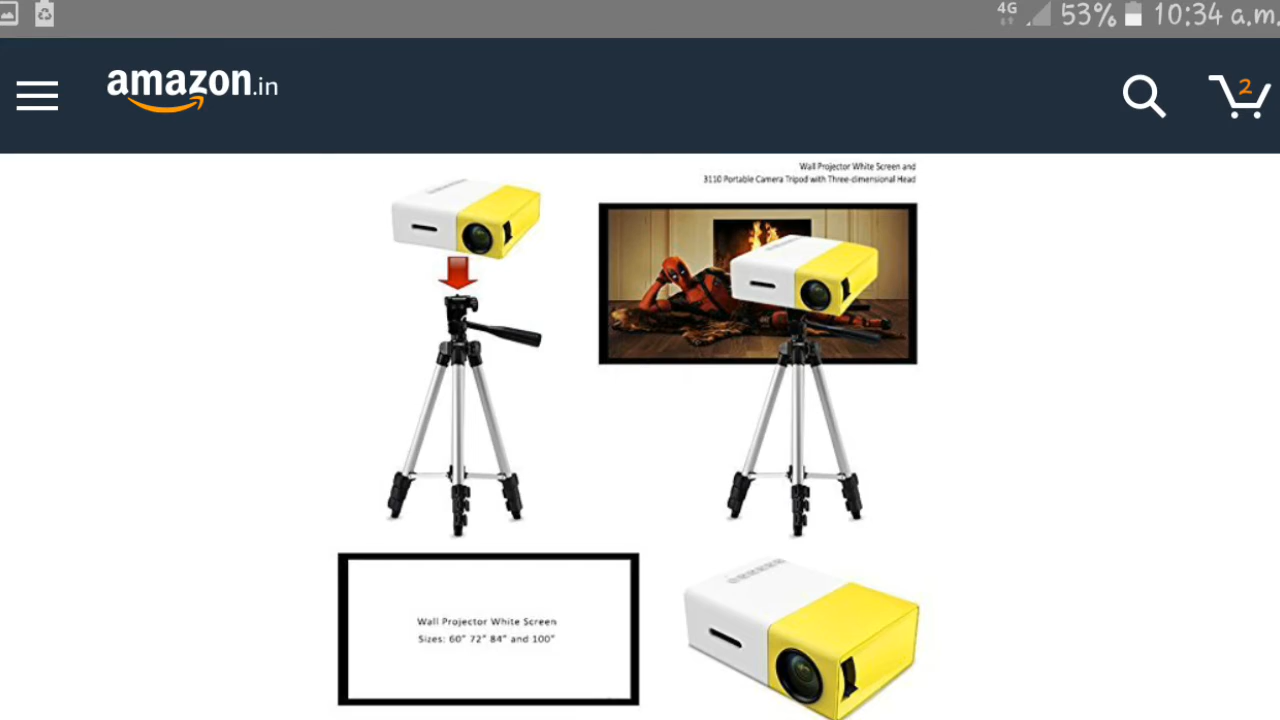 4G 53% 10:34 a.m.
amazon.in
2
Wall Projector White Screen and
3110 Portable Camera Tripod with Three-dimensional Head
Wall Projector White Screen
Sizes: 60" 72" 84" and 100"